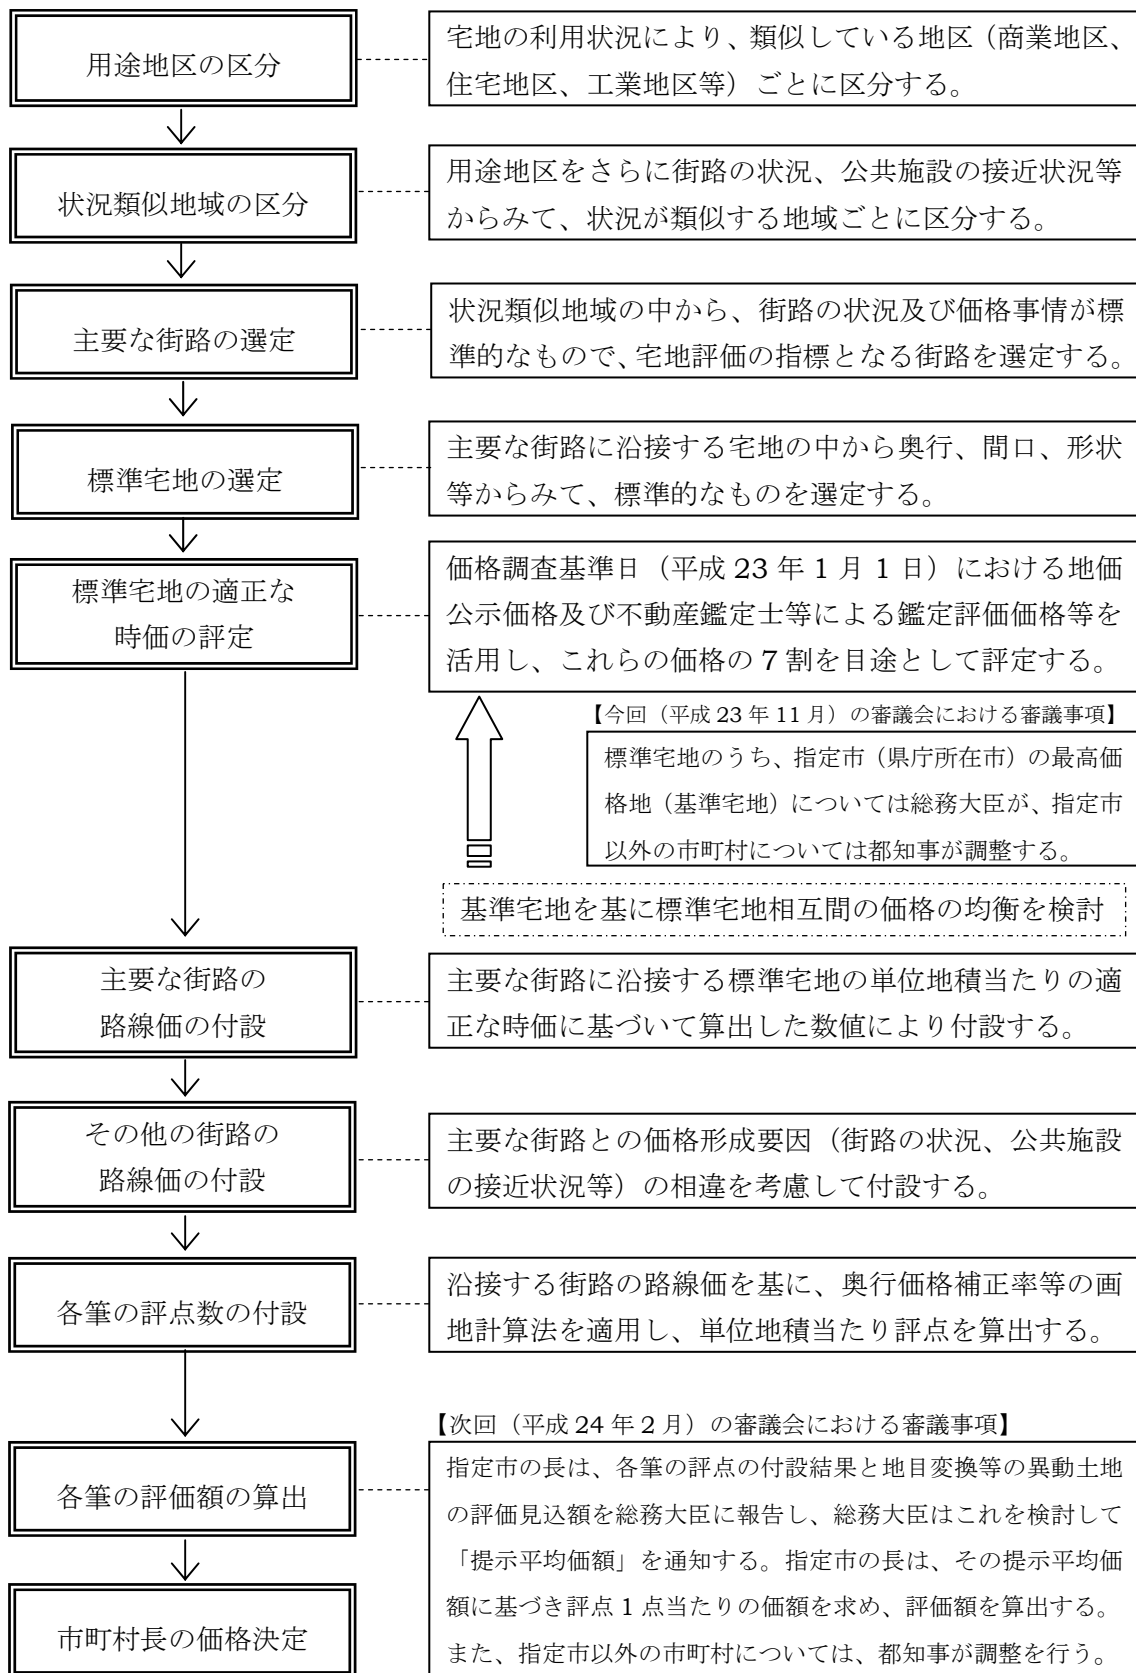 用途地区の区分
宅地の利用状況により、類似している地区（商業地区、
住宅地区、工業地区等）ごとに区分する。
状況類似地域の区分
用途地区をさらに街路の状況、公共施設の接近状況等
からみて、状況が類似する地域ごとに区分する。
主要な街路の選定
状況類似地域の中から、街路の状況及び価格事情が標
準的なもので、宅地評価の指標となる街路を選定する。
標準宅地の選定
主要な街路に沿接する宅地の中から奥行、間口、形状
等からみて、標準的なものを選定する。
標準宅地の適正な
時価の評定
価格調査基準日（平成 23 年 1 月 1 日）における地価
公示価格及び不動産鑑定士等による鑑定評価価格等を
活用し、これらの価格の 7 割を目途として評定する。
【今回（平成 23 年 11 月）の審議会における審議事項】
標準宅地のうち、指定市（県庁所在市）の最高価
格地（基準宅地）については総務大臣が、指定市
以外の市町村については都知事が調整する。
基準宅地を基に標準宅地相互間の価格の均衡を検討
主要な街路の
路線価の付設
主要な街路に沿接する標準宅地の単位地積当たりの適
正な時価に基づいて算出した数値により付設する。
その他の街路の
路線価の付設
主要な街路との価格形成要因（街路の状況、公共施設
の接近状況等）の相違を考慮して付設する。
各筆の評点数の付設
沿接する街路の路線価を基に、奥行価格補正率等の画
地計算法を適用し、単位地積当たり評点を算出する。
各筆の評価額の算出
【次回（平成 24 年 2 月）の審議会における審議事項】
指定市の長は、各筆の評点の付設結果と地目変換等の異動土地
の評価見込額を総務大臣に報告し、総務大臣はこれを検討して
「提示平均価額」を通知する。指定市の長は、その提示平均価
額に基づき評点 1 点当たりの価額を求め、評価額を算出する。
また、指定市以外の市町村については、都知事が調整を行う。
市町村長の価格決定